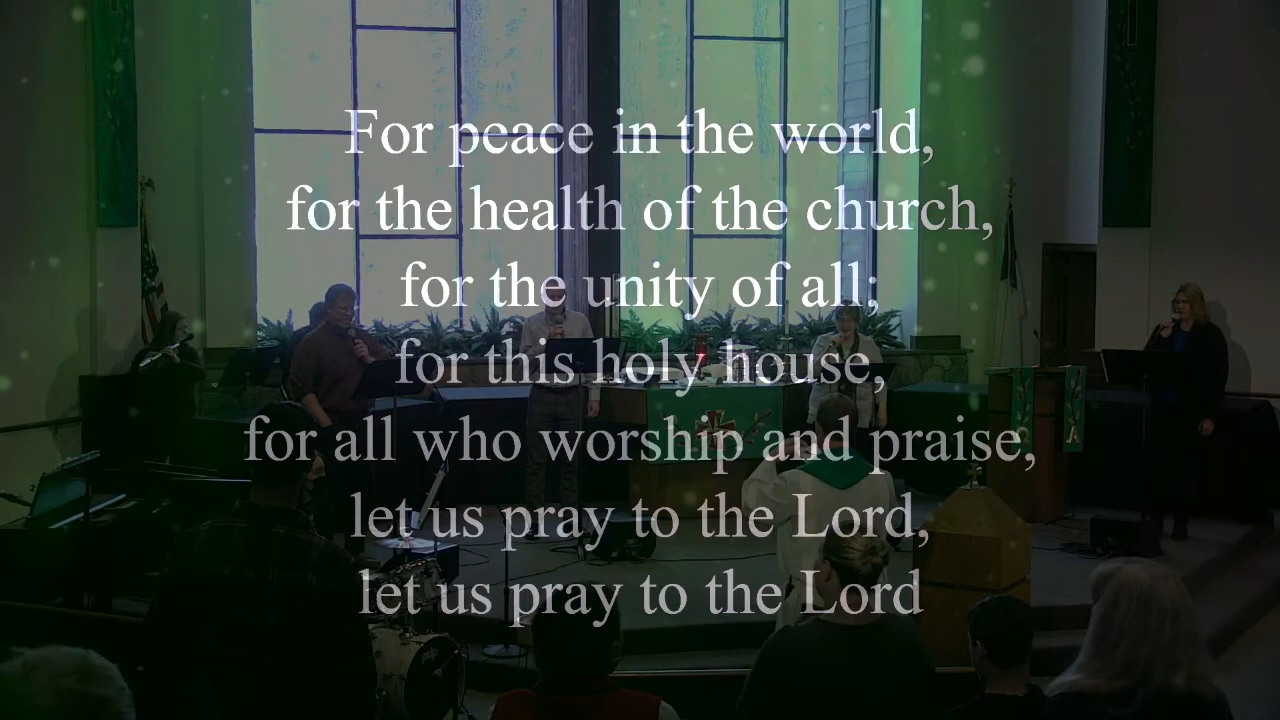 For peace in the world,
for the health of the church,
for the unity of all;
for this holy house,
for all who worship and praise,
let us pray to the Lord,
let us pray to the Lord